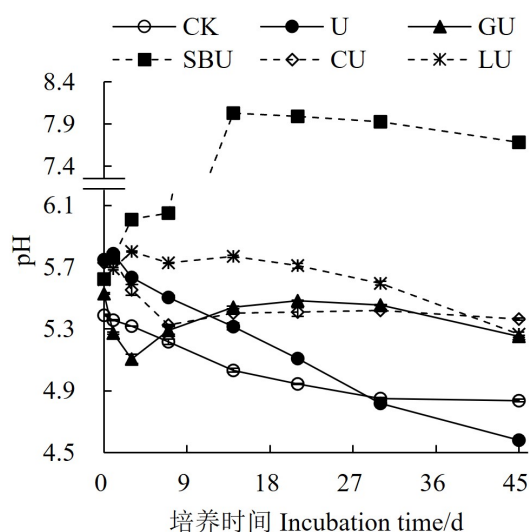 CK U GU
SBU CU LU
8.4
7.9
7.4
6.1
5.7
5.3
4.9
4.5
pH
0 9 18 27 36 45
培养时间 Incubation time/d